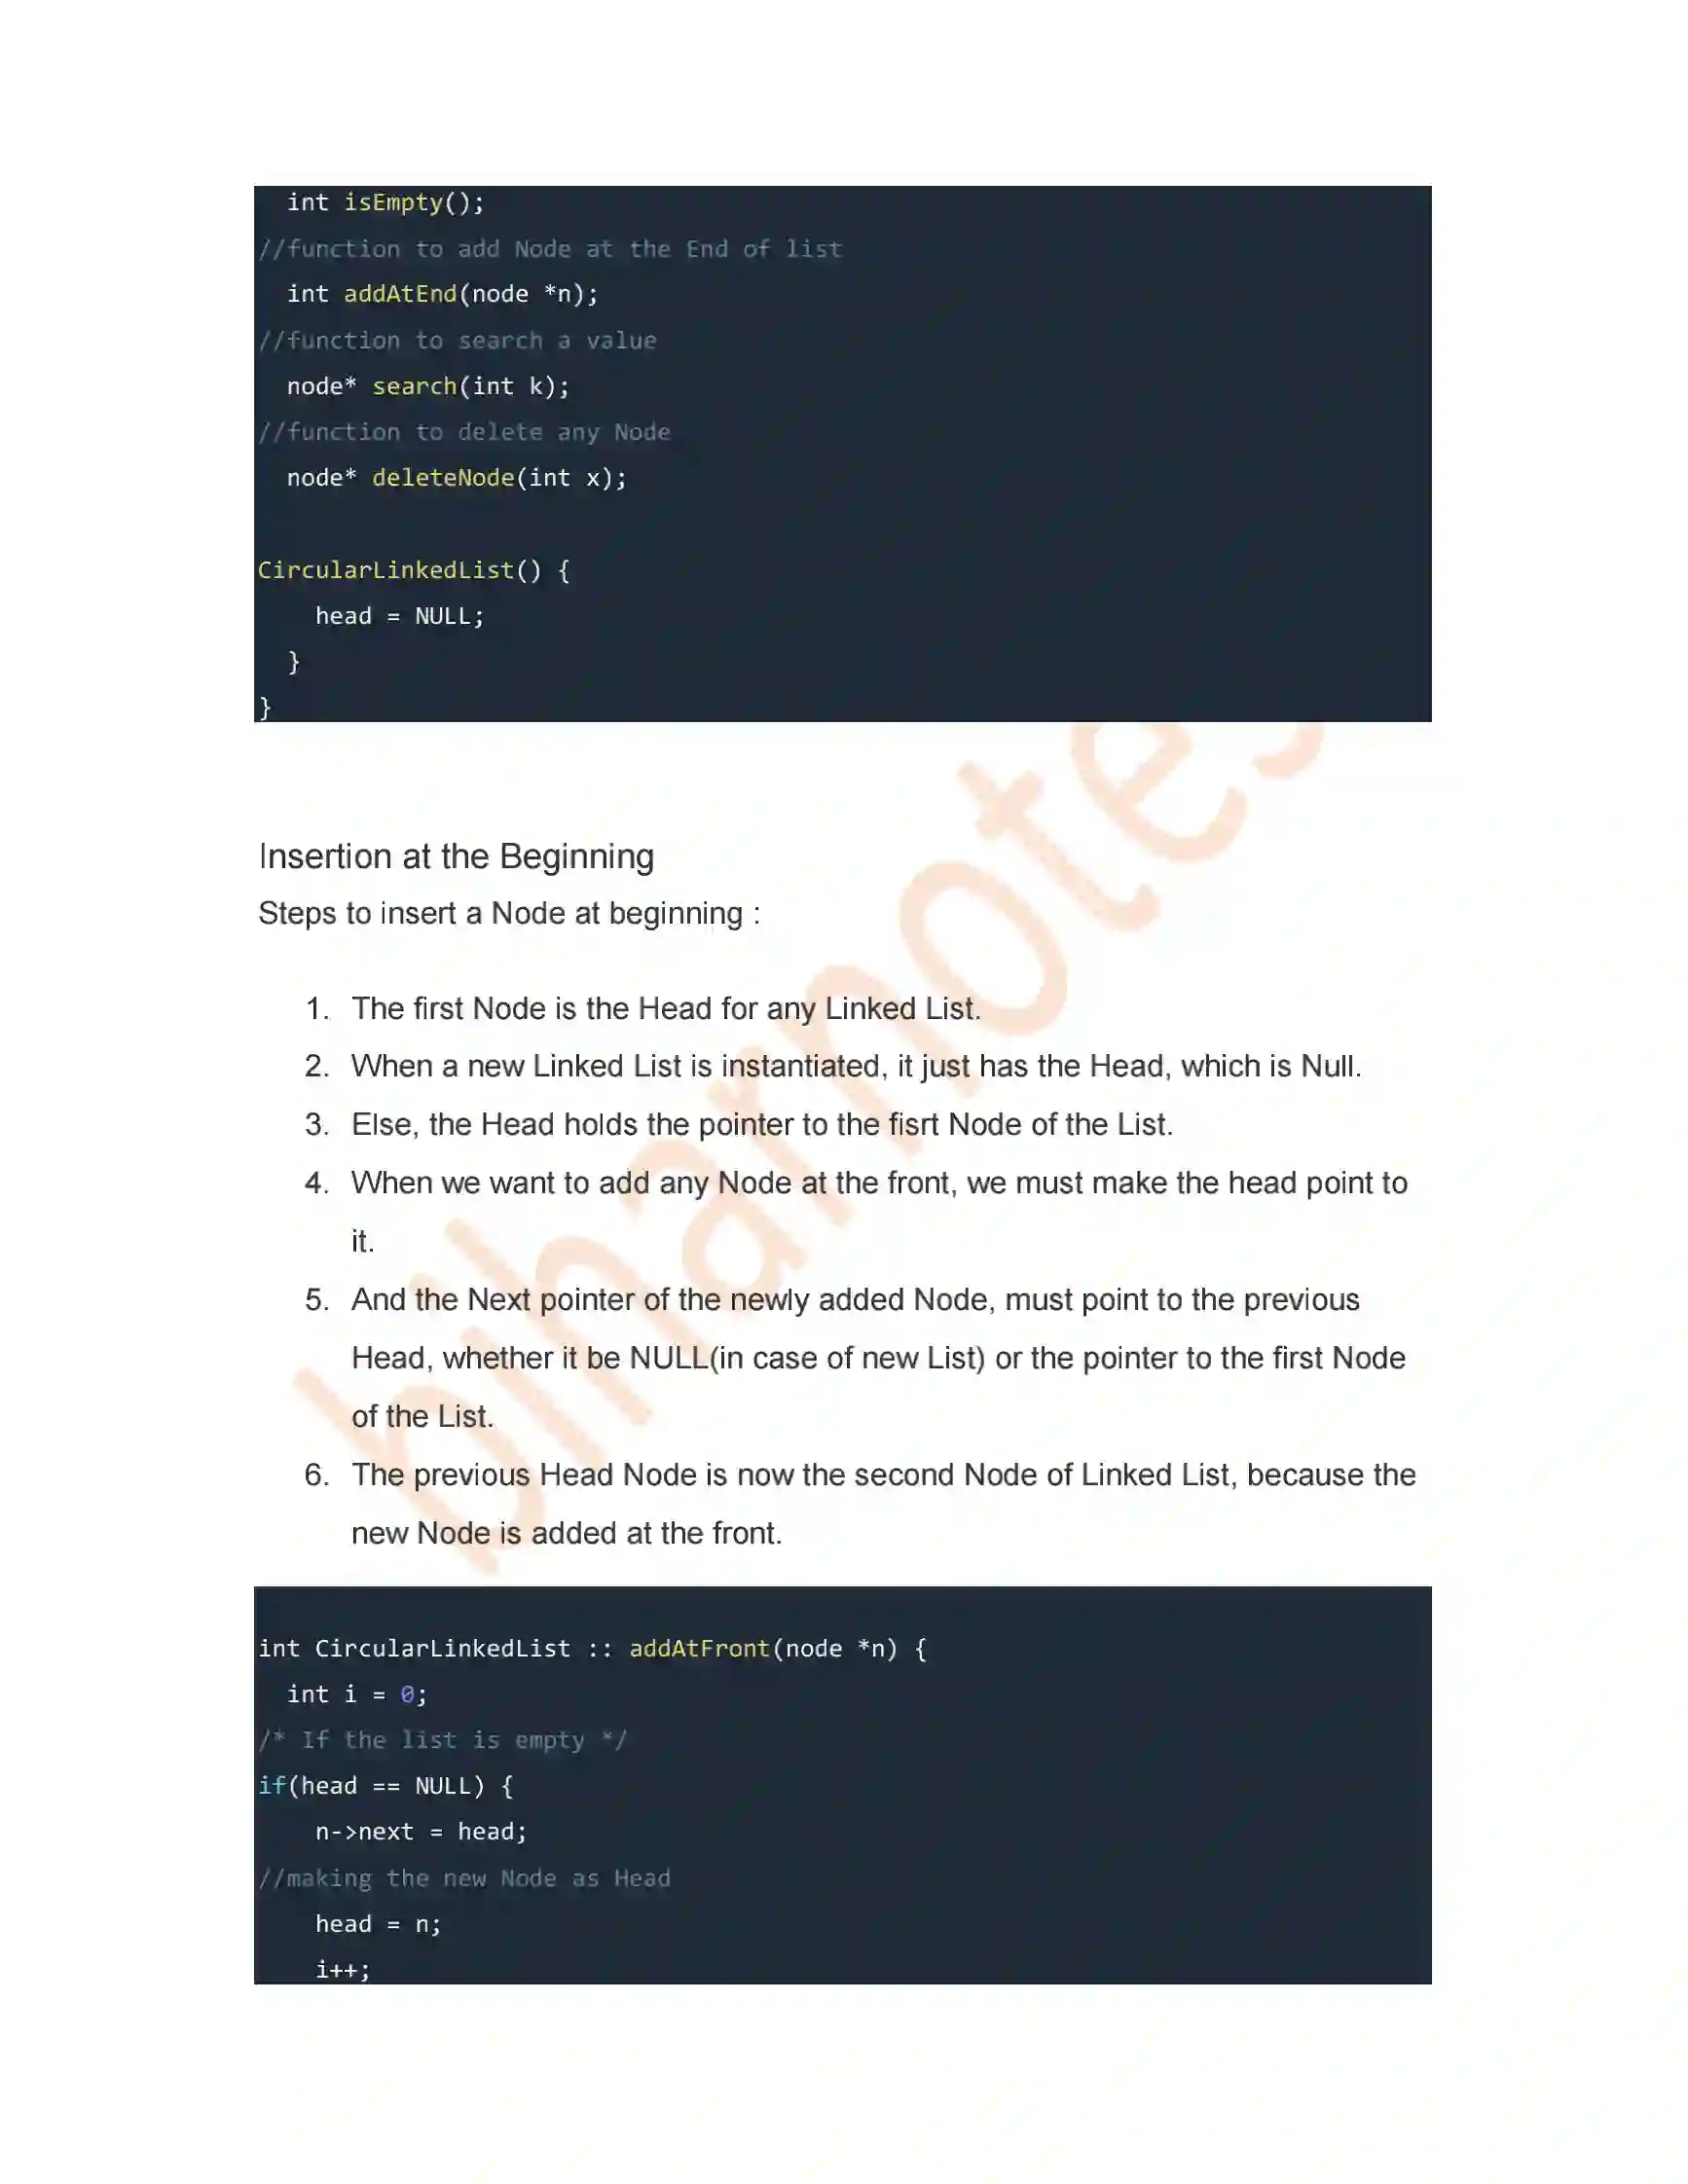 int isEmpty();
//function to add Node at the End of list
int addAtEnd(node *n);
//function to search a value
node* search(int k);
//function to delete any Node
node* deleteNode(int x);
CircularLinkedList() {
head = NULL;
}
}
Insertion at the Beginning
Steps to insert a Node at beginning :
1. The first Node is the Head for any Linked List.
2. When a new Linked List is instantiated, it just has the Head, which is Null.
3. Else, the Head holds the pointer to the fisrt Node of the List.
4. When we want to add any Node at the front, we must make the head point to
it.
5. And the Next pointer of the newly added Node, must point to the previous
Head, whether it be NULL(in case of new List) or the pointer to the first Node
of the List.
6. The previous Head Node is now the second Node of Linked List, because the
new Node is added at the front.
int CircularLinkedList :: addAtFront(node *n) {
int i = 0;
/* If the list is empty */
if(head == NULL) {
n->next = head;
//making the new Node as Head
head = n;
i++;
biharnotes